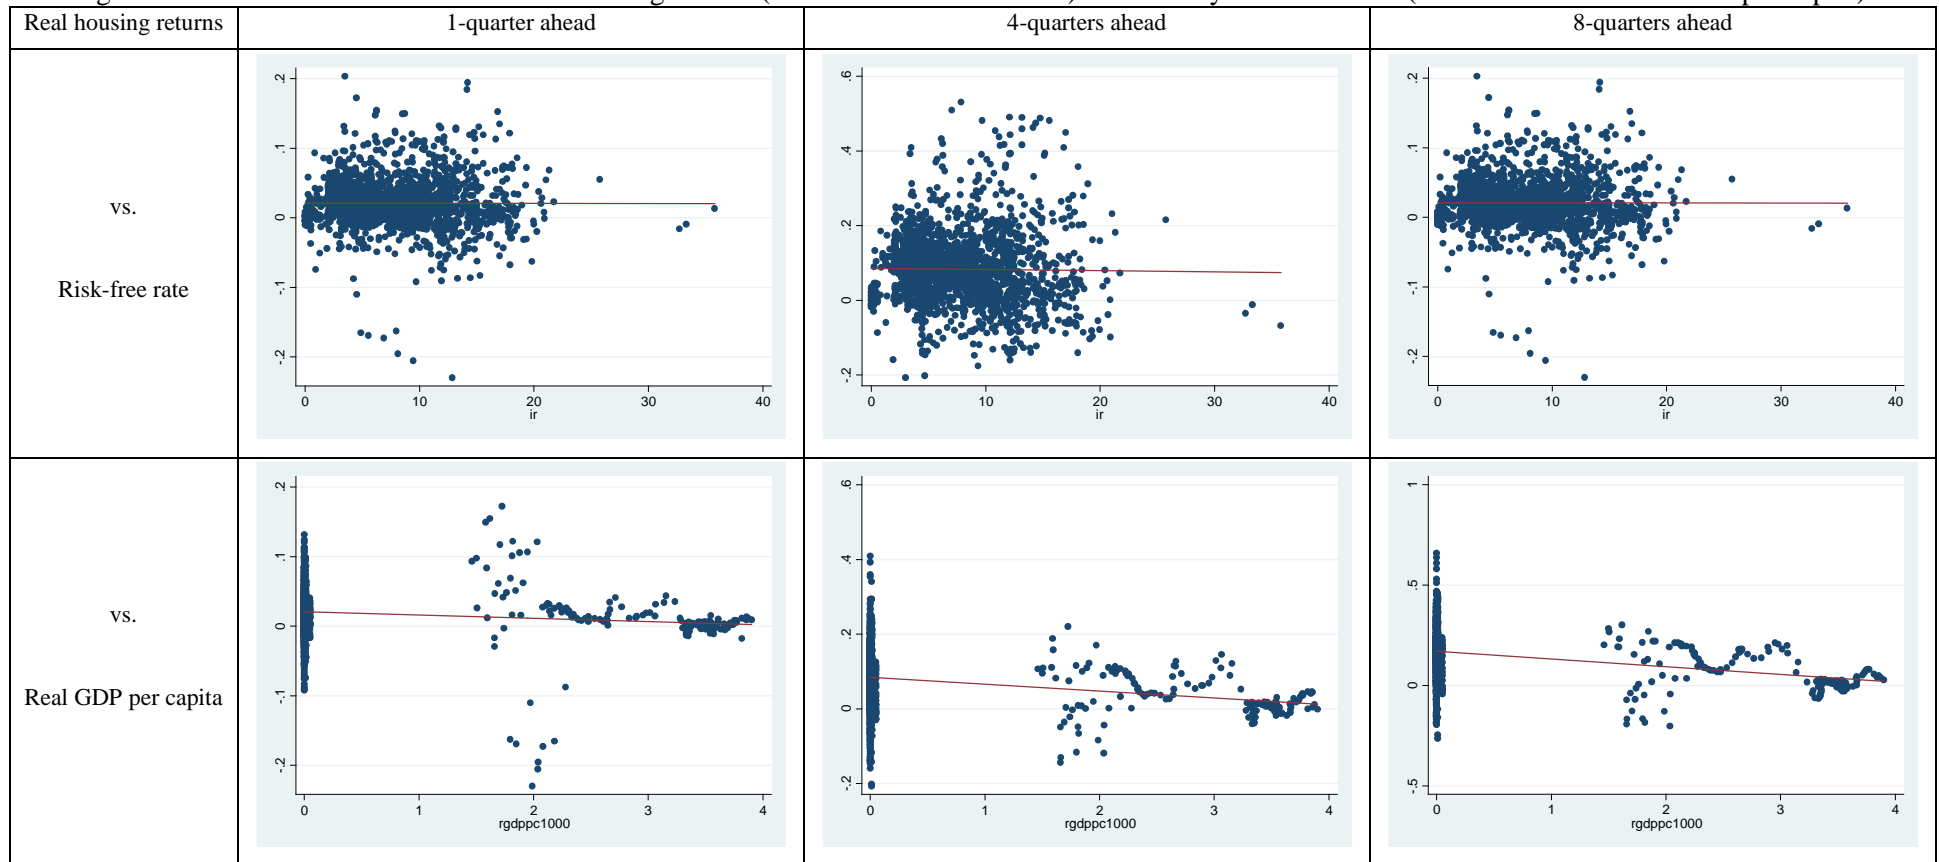 Real housing returns
1-quarter ahead
4-quarters ahead
8-quarters ahead
vs.
Risk-free rate
.2
.1
0
-.1
-.2
0 10 20 30 40
ir
.6
.4
.2
0
-.2
0 10 20 30 40
ir
.2
.1
0
-.1
-.2
0 10 20 30 40
ir
vs.
Real GDP per capita
.2
.1
0
-.1
-.2
0 1 2 3 4
rgdppc1000
.6
.4
.2
0
-.2
0 1 2 3 4
rgdppc1000
1
.5
0
-.5
0 1 2 3 4
rgdppc1000